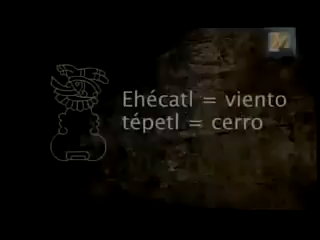 Ehécatl = viento
tépetl = cerro